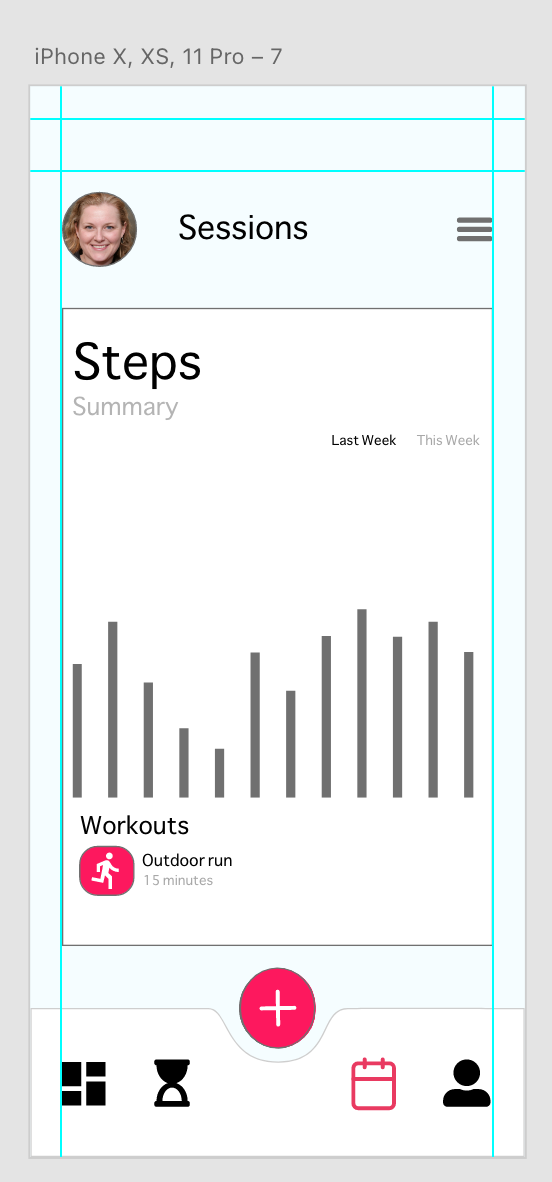 iPhone X, XS, 11 Pro – 7
Sessions
Steps
Summary
Last Week This Week
Workouts
Outdoor run
15 minutes